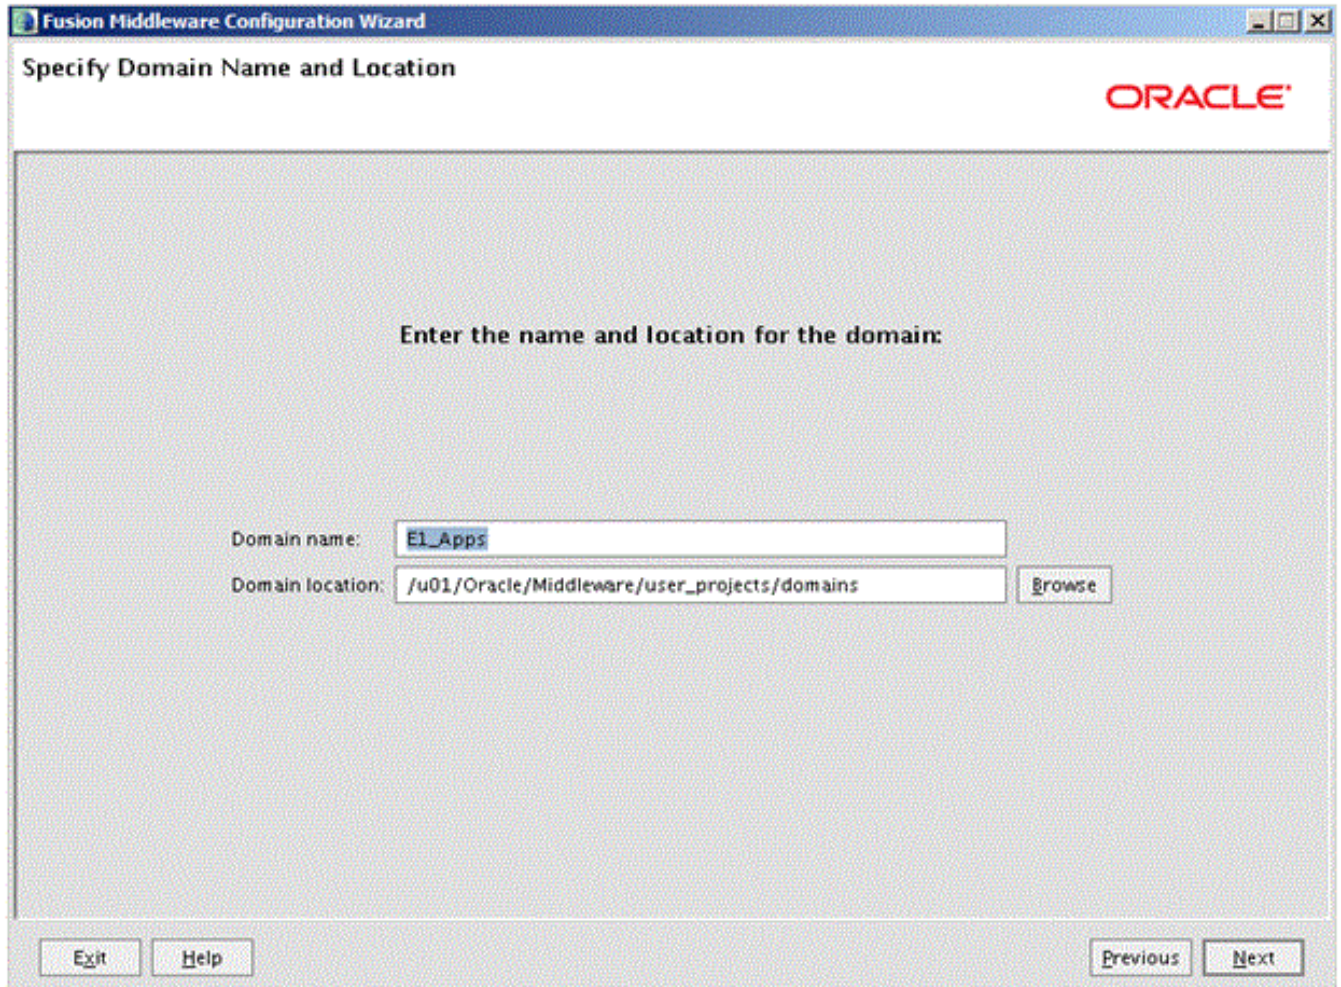 Fusion Middleware Configuration Wizard
Specify Domain Name and Location
ORACLE
Enter the name and location for the domain:
Domain name: E1_Apps
Domain location: /u01/Oracle/Middleware/user_projects/domains Browse
Exit Help Previous Next